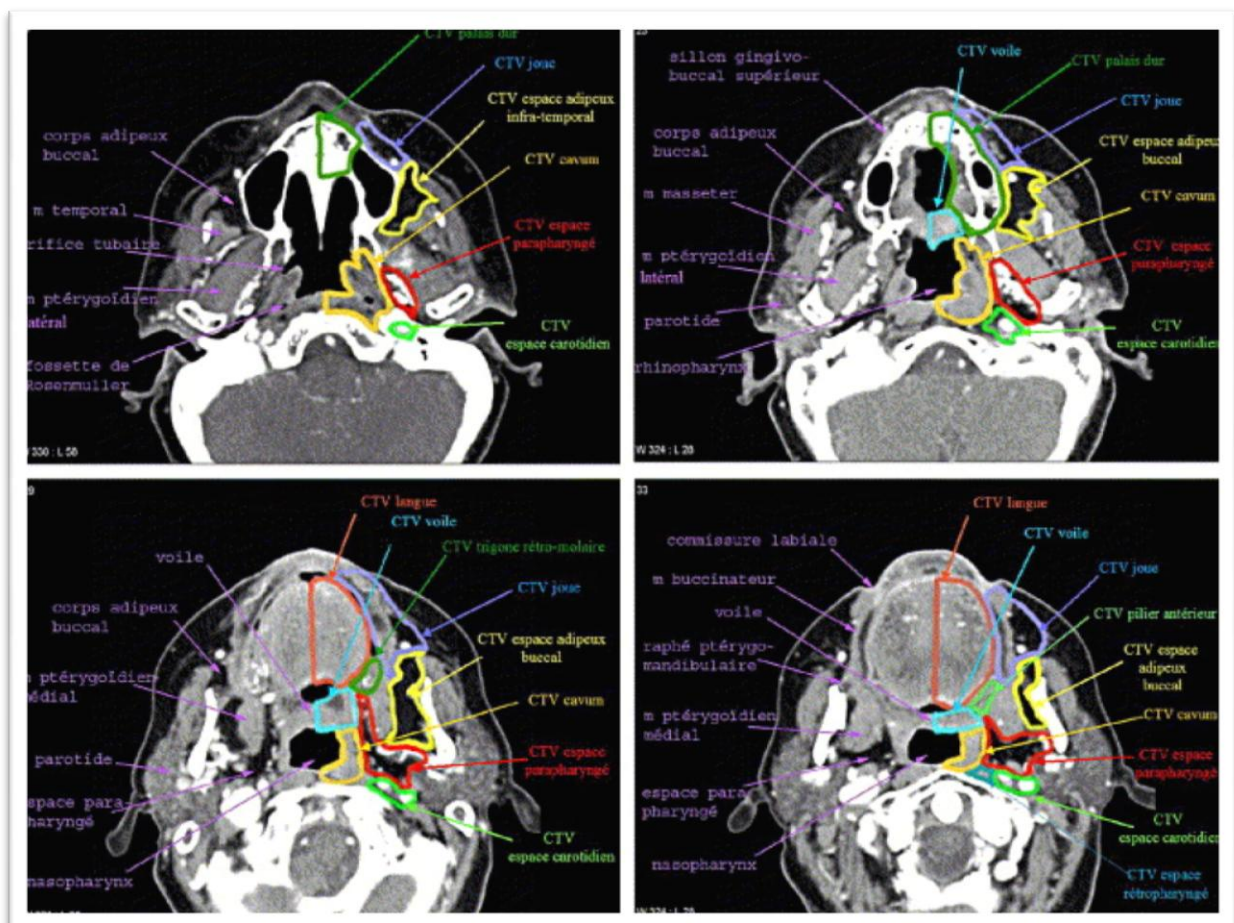 CTV palais dur
CTV joue
CTV espace adipeux
infra-temporal
corps adipeux
buccal
CTV cavum
m temporal
rifice tubaire
CTV espace
parapharyngé
m ptérygoïdien
latéral
CTV
espace carotidien
fossette de
Rosenmuller
W 330 : L 58
CTV voile
sillon gingivo-
buccal supérieur
CTV palais dur
CTV joue
corps adipeux
buccal
CTV espace adipeux
buccal
m masseter
CTV cavum
m ptérygoïdien
latéral
CTV espace
parapharyngé
parotide
CTV
espace carotidien
rhinopharynx
W 324 : L 28
9
CTV langue
CTV voile
CTV trigone rétro-molaire
voile
CTV joue
corps adipeux
buccal
CTV espace adipeux
buccal
m ptérygoïdien
médial
CTV cavum
parotide
CTV espace
parapharyngé
espace para
pharyngé
CTV
espace carotidien
nasopharynx
33
CTV langue
commissure labiale
CTV voile
m buccinateur
CTV joue
voile
CTV pilier antérieur
raphé ptérygo-
mandibulaire
CTV espace
adipeux
buccal
m ptérygoïdien
médial
CTV cavum
parotide
CTV espace
parapharyngé
espace para
pharyngé
CTV
espace carotidien
nasopharynx
CTV espace
rétropharyngé